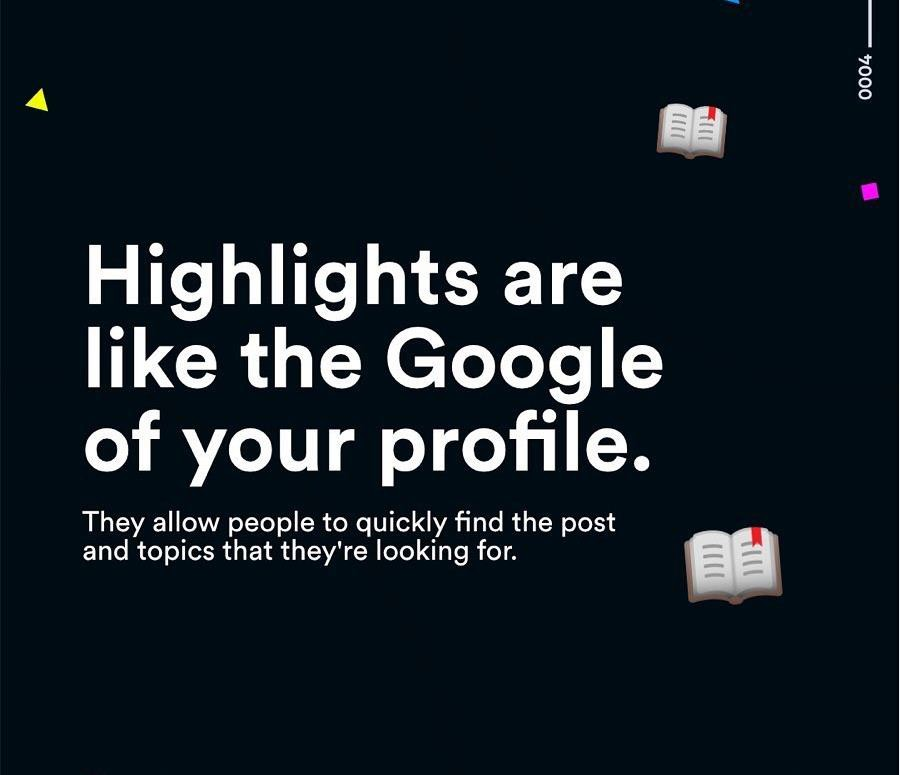 0004
Highlights are
like the Google
of your profile.
They allow people to quickly find the post
and topics that they're looking for.